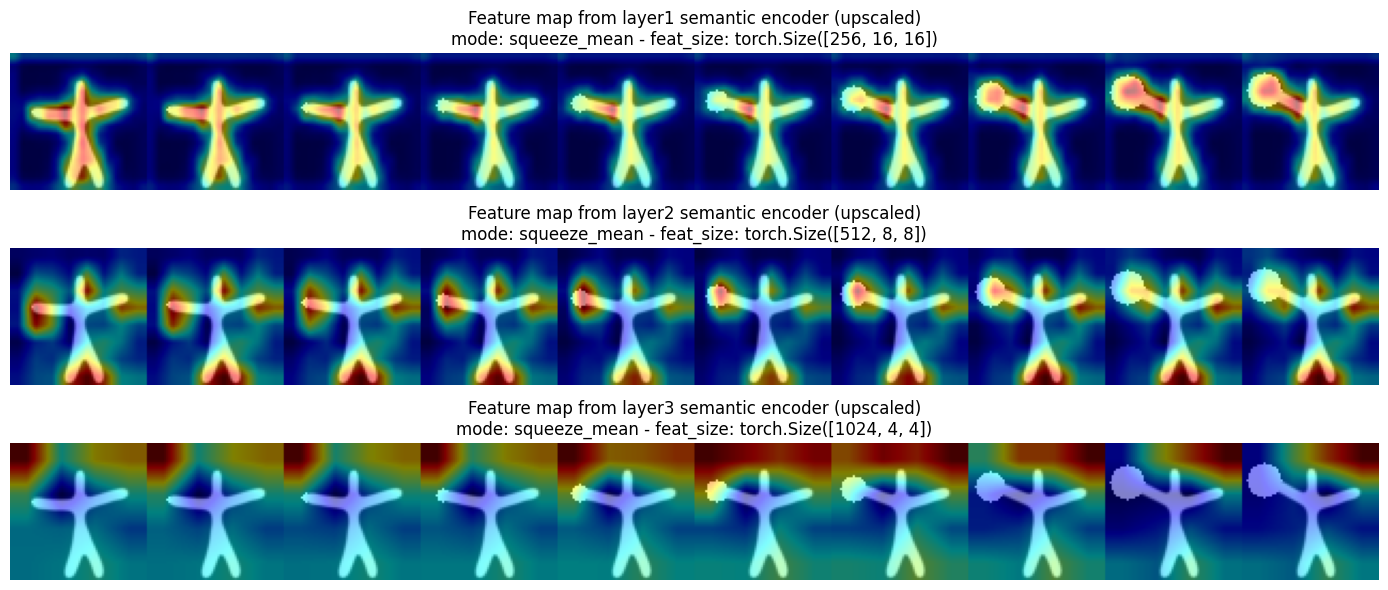 Feature map from layer1 semantic encoder (upscaled)
mode: squeeze_mean - feat_size: torch.Size([256, 16, 16])
Feature map from layer2 semantic encoder (upscaled)
mode: squeeze_mean - feat_size: torch.Size([512, 8, 8])
Feature map from layer3 semantic encoder (upscaled)
mode: squeeze_mean - feat_size: torch.Size([1024, 4, 4])